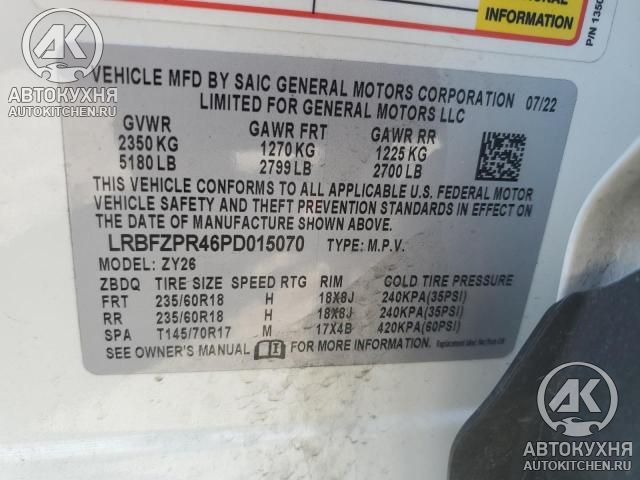 ADDITIONAL
INFORMATION
P/N 1350
AK
АВТОКУХНЯ
AUTOKITCHEN.RU
VEHICLE MFD BY SAIC GENERAL MOTORS CORPORATION 07/22
LIMITED FOR GENERAL MOTORS LLC
GVWR GAWR FRT GAWR RR
2350 KG 1270 KG 1225 KG
5180 LB 2799 LB 2700 LB
THIS VEHICLE CONFORMS TO ALL APPLICABLE U.S. FEDERAL MOTOR
VEHICLE SAFETY AND THEFT PREVENTION STANDARDS IN EFFECT ON
THE DATE OF MANUFACTURE SHOWN ABOVE.
LRBFZPR46PD015070 TYPE: M.P.V.
MODEL: ZY26
ZBDQ TIRE SIZE SPEED RTG RIM COLD TIRE PRESSURE
FRT 235/60R18 H 18X8J 240KPA(35PSI)
RR 235/60R18 H 18X8J 240KPA(35PSI)
SPA T145/70R17 M 17X4B 420KPA(60PSI)
SEE OWNER'S MANUAL FOR MORE INFORMATION.
AK
АВТОКУХНЯ
AUTOKITCHEN.RU